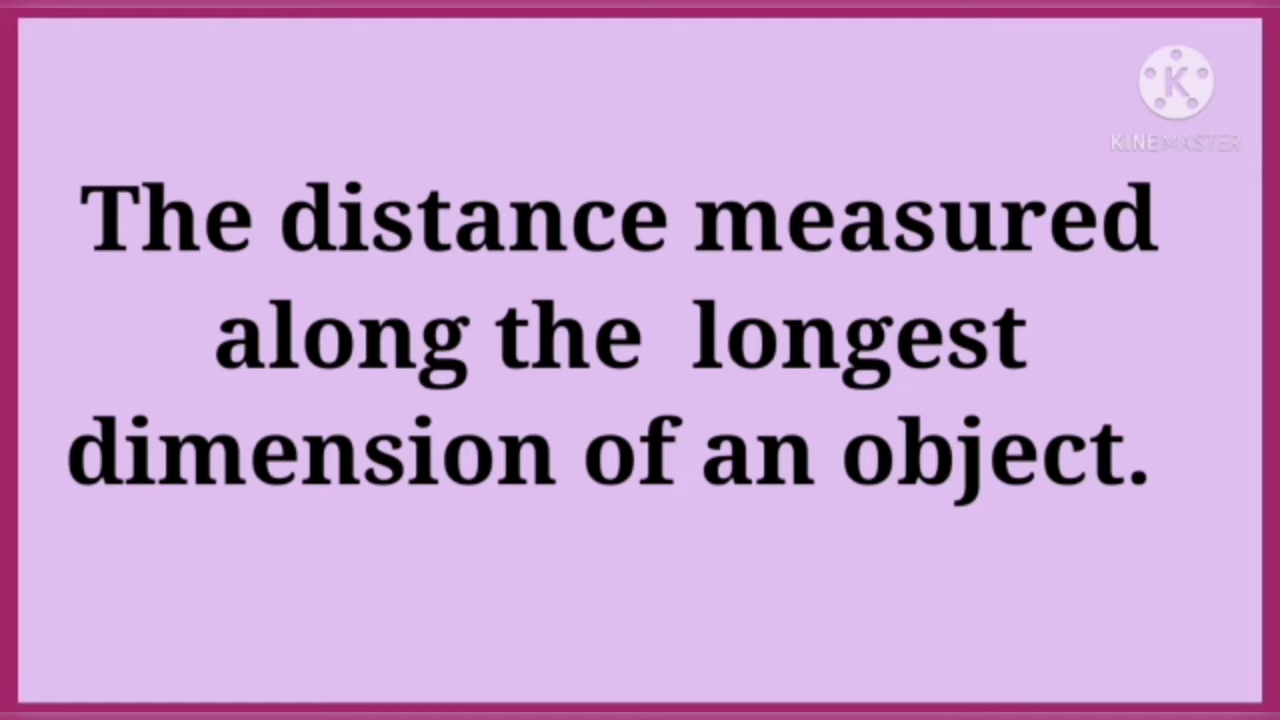 K
KINEMASTER
The distance measured
along the longest
dimension of an object.